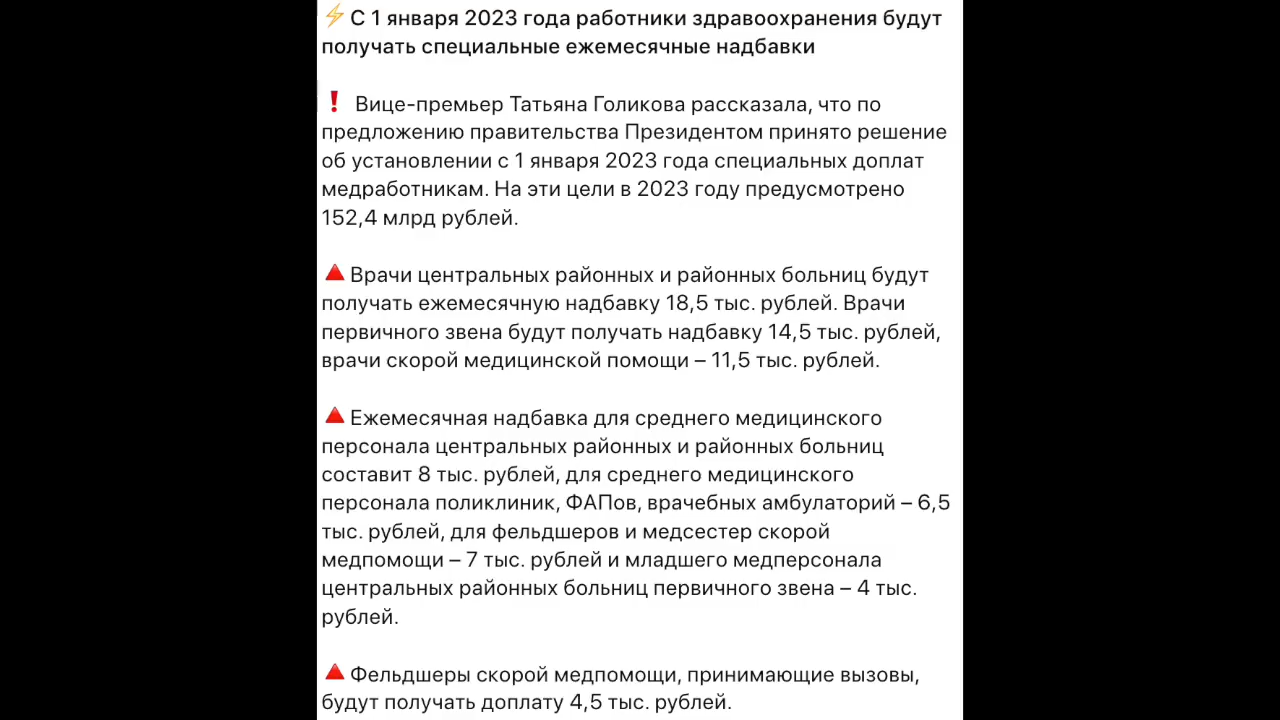 ⚡С 1 января 2023 года работники здравоохранения будут
получать специальные ежемесячные надбавки
❗ Вице-премьер Татьяна Голикова рассказала, что по
предложению правительства Президентом принято решение
об установлении с 1 января 2023 года специальных доплат
медработникам. На эти цели в 2023 году предусмотрено
152,4 млрд рублей.
🔺Врачи центральных районных и районных больниц будут
получать ежемесячную надбавку 18,5 тыс. рублей. Врачи
первичного звена будут получать надбавку 14,5 тыс. рублей,
врачи скорой медицинской помощи – 11,5 тыс. рублей.
🔺Ежемесячная надбавка для среднего медицинского
персонала центральных районных и районных больниц
составит 8 тыс. рублей, для среднего медицинского
персонала поликлиник, ФАПов, врачебных амбулаторий – 6,5
тыс. рублей, для фельдшеров и медсестер скорой
медпомощи – 7 тыс. рублей и младшего медперсонала
центральных районных больниц первичного звена – 4 тыс.
рублей.
🔺Фельдшеры скорой медпомощи, принимающие вызовы,
будут получать доплату 4,5 тыс. рублей.